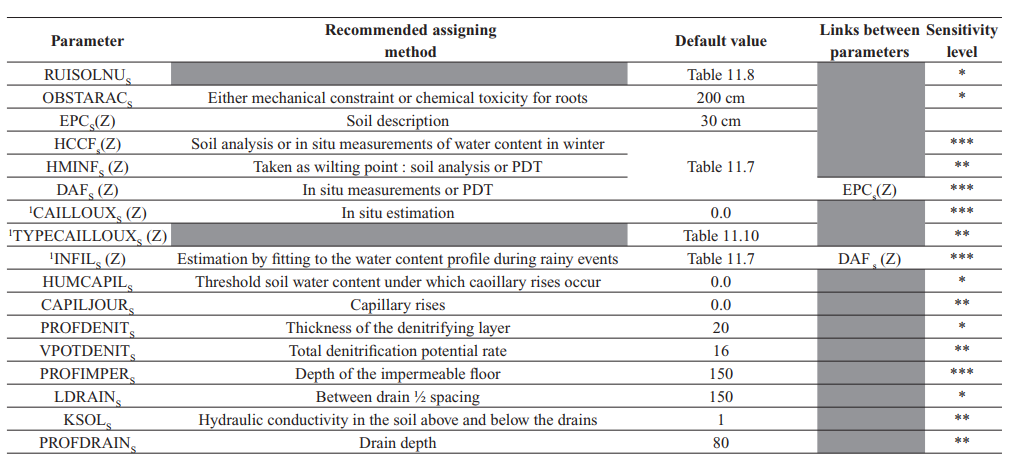 Parameter Recommended assigning method Default value Links between parameters Sensitivity level
RUISOLNUS Table 11.8 *
OBSTARACS Either mechanical constraint or chemical toxicity for roots 200 cm *
EPCS(Z) Soil description 30 cm
HCCFS(Z) Soil analysis or in situ measurements of water content in winter ***
HMINFS (Z) Taken as wilting point : soil analysis or PDT Table 11.7 **
DAFS (Z) In situ measurements or PDT EPCS(Z) ***
¹CAILLOUXS (Z) In situ estimation 0.0 ***
¹TYPECAILLOUXS (Z) Table 11.10 **
¹INFILS (Z) Estimation by fitting to the water content profile during rainy events Table 11.7 DAFS (Z) ***
HUMCAPILS Threshold soil water content under which caoillary rises occur 0.0 *
CAPILJOURS Capillary rises 0.0 **
PROFDENITS Thickness of the denitrifying layer 20 *
VPOTDENITS Total denitrification potential rate 16 **
PROFIMPERS Depth of the impermeable floor 150 ***
LDRAINS Between drain ½ spacing 150 *
KSOLS Hydraulic conductivity in the soil above and below the drains 1 **
PROFDRAINS Drain depth 80 **